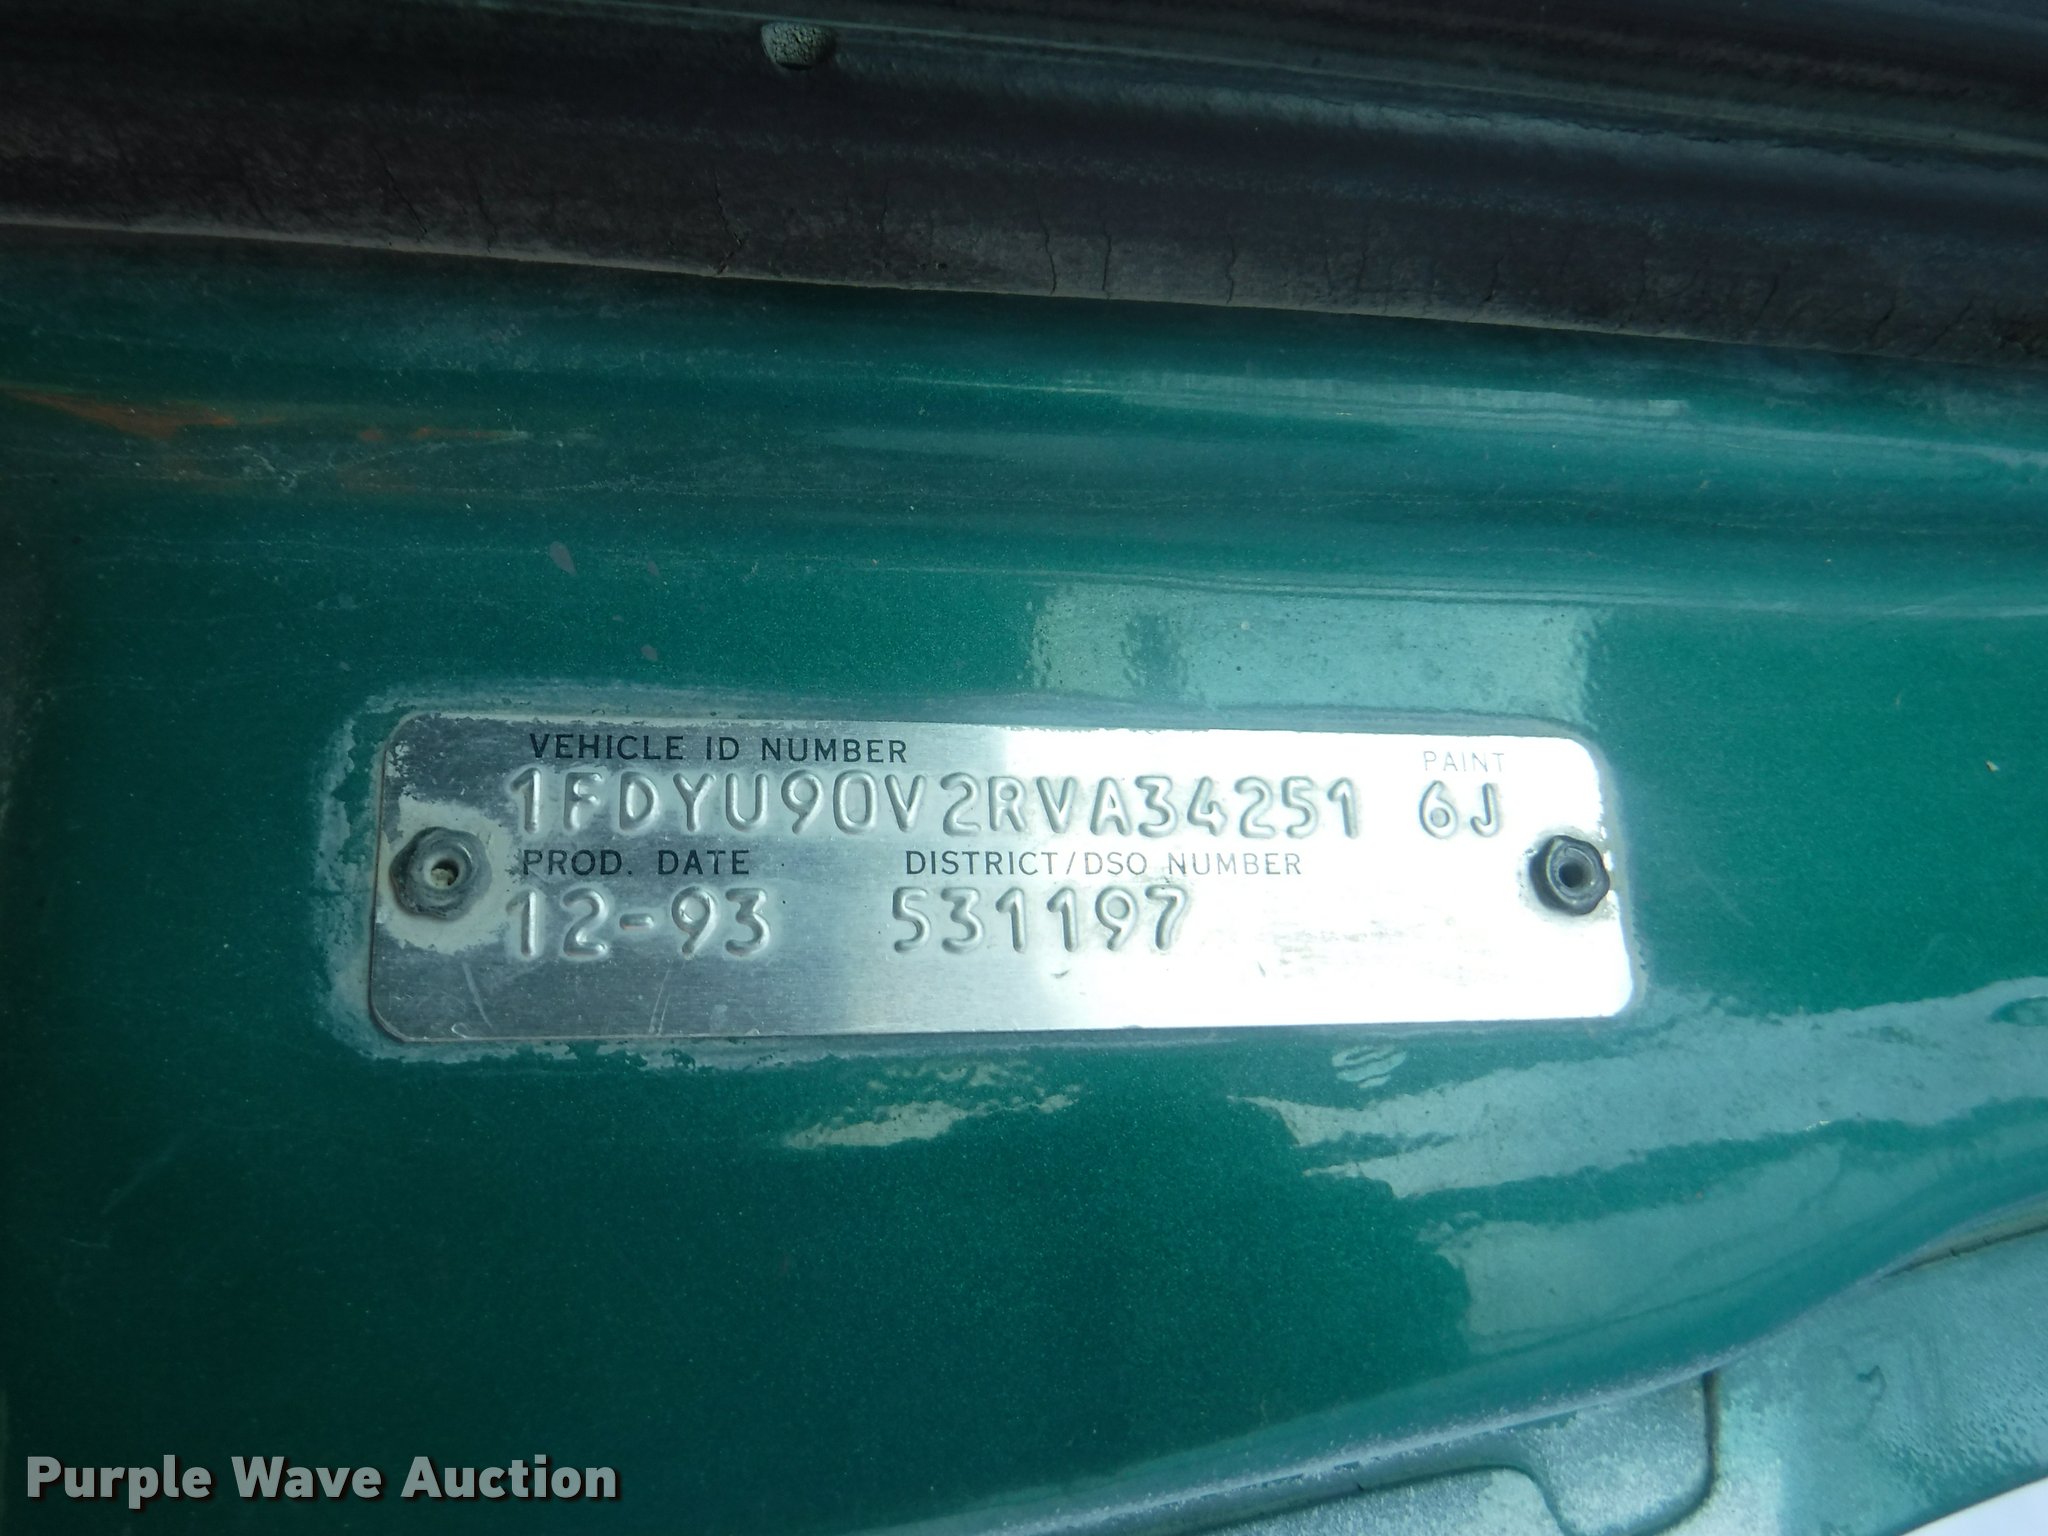 VEHICLE ID NUMBER PAINT
1FDYU90V2RVA34251 6J
PROD. DATE DISTRICT/DSO NUMBER
12-93 531197
Purple Wave Auction